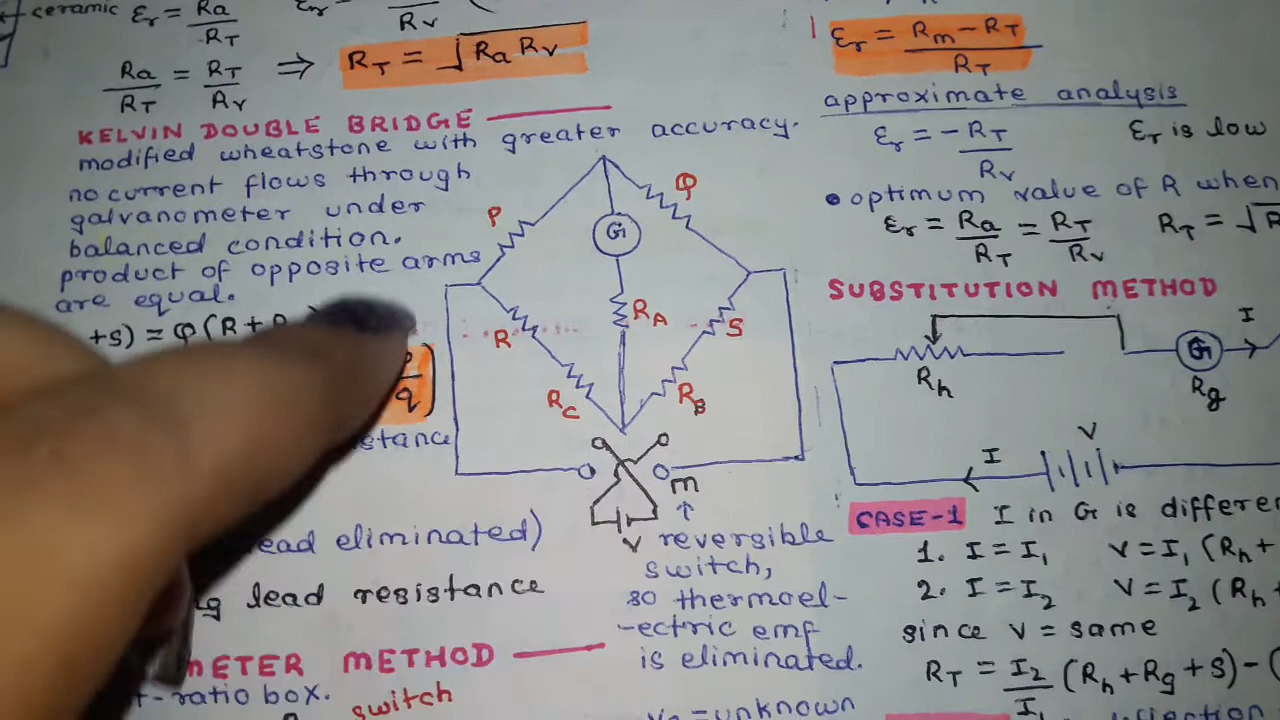 ceramic εr = Ra/RT
Rv
Ra/RT = RT/Rv ⇒ RT = √Ra Rv
KELVIN DOUBLE BRIDGE
modified wheatstone with greater accuracy.
no current flows through
galvanometer under
balanced condition.
product of opposite arms
are equal.
+s) = φ(R+
q
P
Q
G
RA
R
S
RC
RB
m
V
reversible
switch,
so thermoel-
-ectric emf
is eliminated.
ead eliminated)
lead resistance
METER METHOD
-ratio box.
switch
= unknown
εr = Rm - RT/RT
approximate analysis
εr = -RT/Rv εr is low
• optimum value of R when
εr = Ra/RT = RT/Rv RT = √R
SUBSTITUTION METHOD
I
G
Rh
Rg
V
I
CASE-1 I in G is differe
1. I = I1 V = I1 (Rh +
2. I = I2 V = I2 (Rh +
since V = same
RT = I2/I1 (Rh + Rg + S) - (